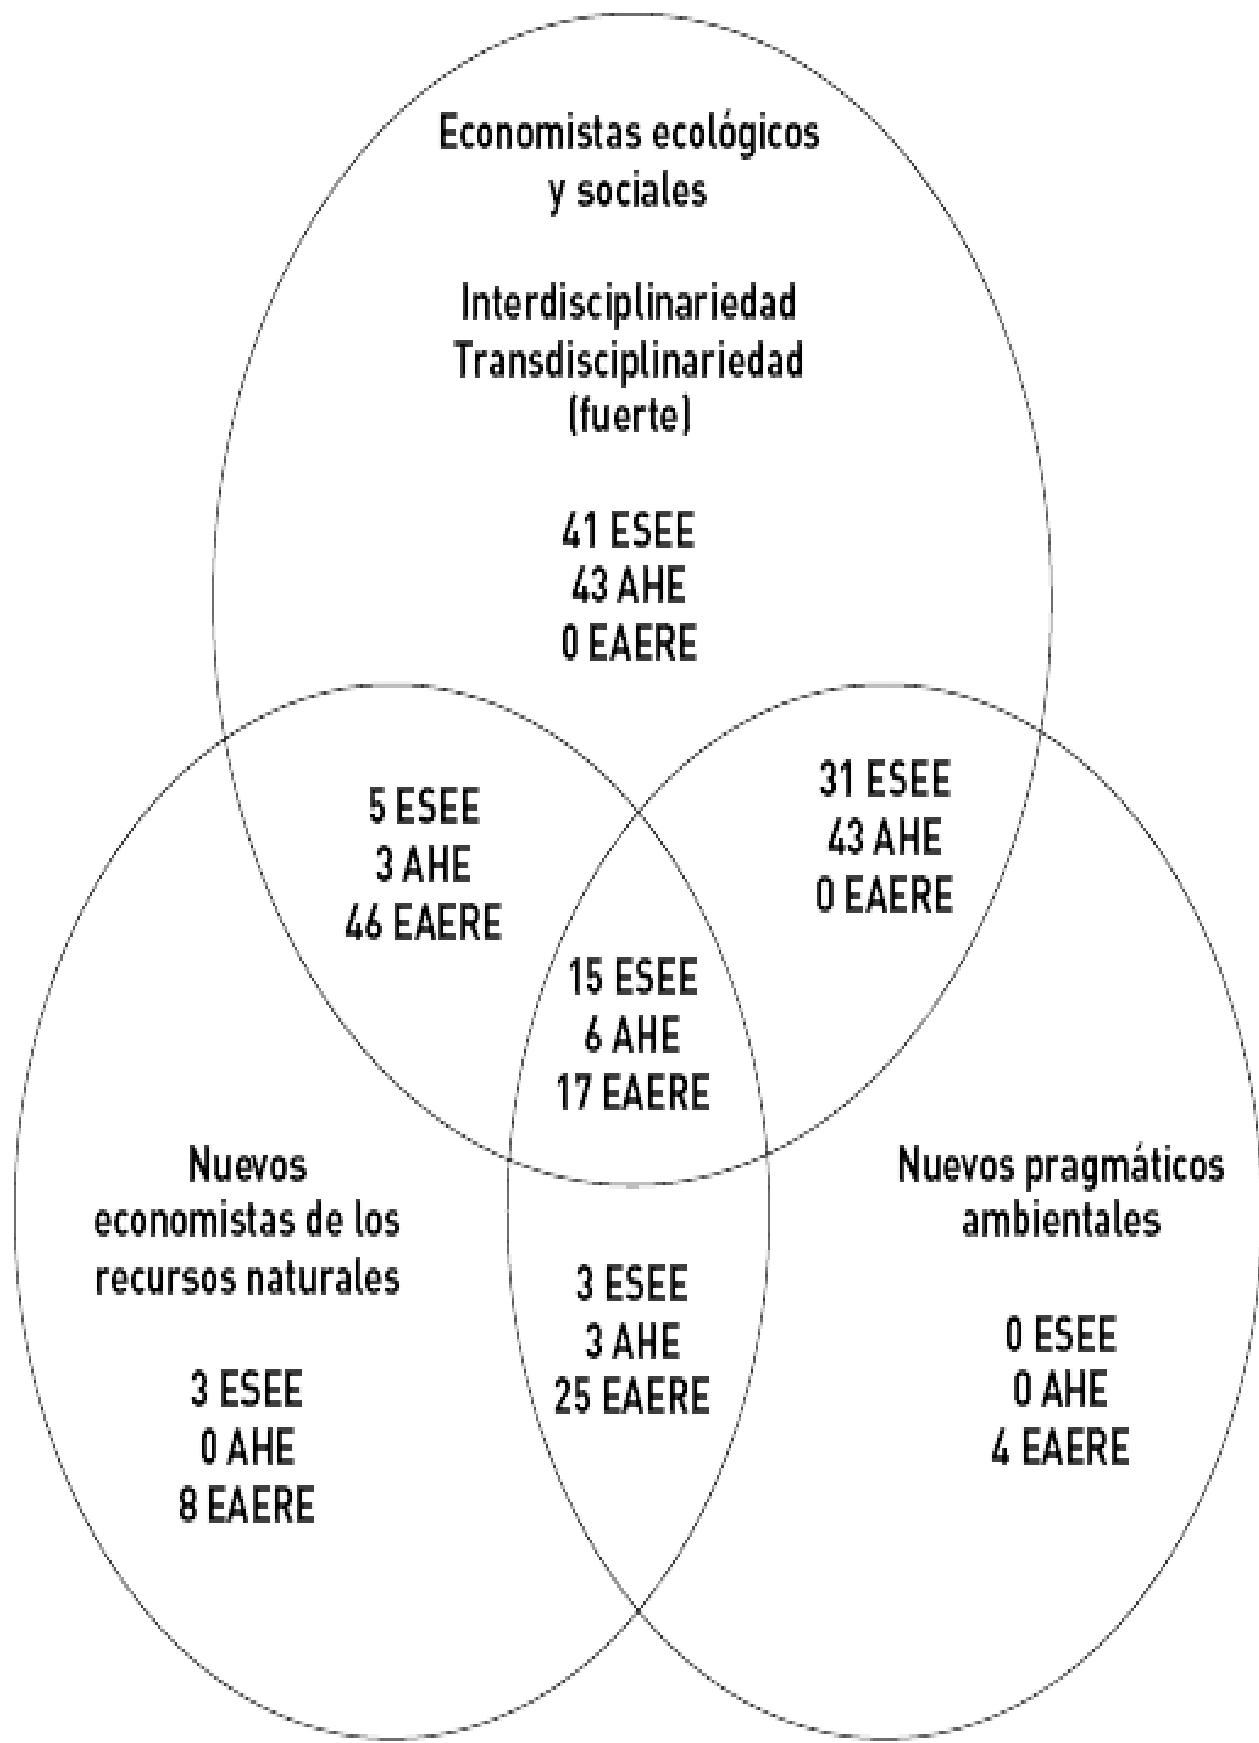 Economistas ecológicos
y sociales
Interdisciplinariedad
Transdisciplinariedad
(fuerte)
41 ESEE
43 AHE
0 EAERE
5 ESEE
3 AHE
46 EAERE
31 ESEE
43 AHE
0 EAERE
15 ESEE
6 AHE
17 EAERE
Nuevos
economistas de los
recursos naturales
3 ESEE
0 AHE
8 EAERE
3 ESEE
3 AHE
25 EAERE
Nuevos pragmáticos
ambientales
0 ESEE
0 AHE
4 EAERE